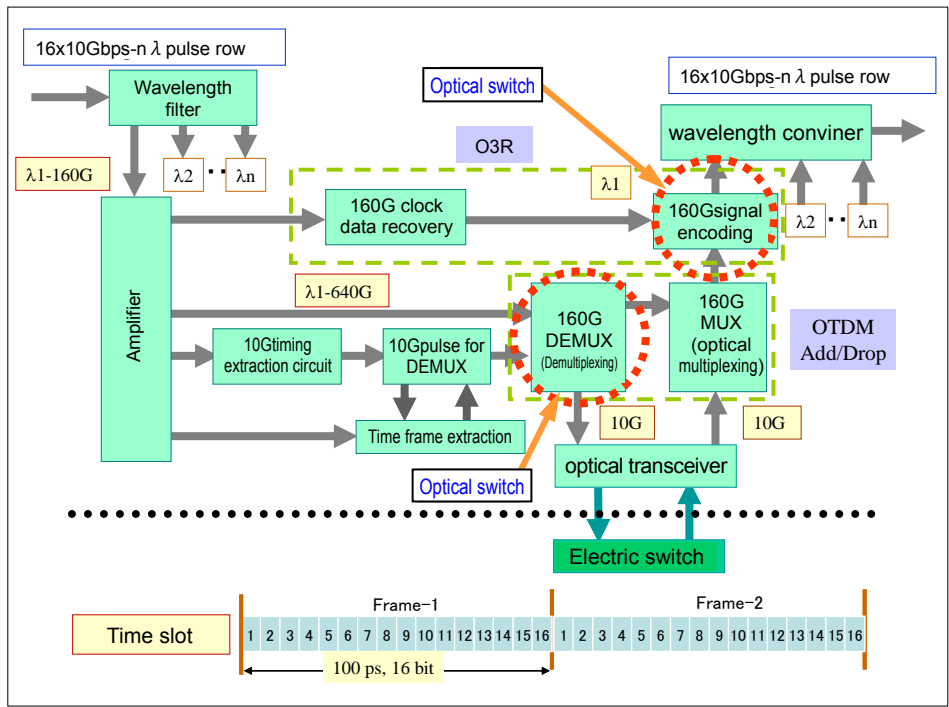 16x10Gbps-n λ pulse row
Wavelength
filter
λ1-160G
λ2
··
λn
Optical switch
16x10Gbps-n λ pulse row
wavelength conviner
O3R
λ1
160G clock
data recovery
160Gsignal
encoding
λ2
··
λn
Amplifier
λ1-640G
160G
DEMUX
(Demultiplexing)
160G
MUX
(optical
multiplexing)
OTDM
Add/Drop
10Gtiming
extraction circuit
10Gpulse for
DEMUX
Time frame extraction
10G
10G
Optical switch
optical transceiver
Electric switch
Frame-1
Frame-2
Time slot
1 2 3 4 5 6 7 8 9 10 11 12 13 14 15 16 1 2 3 4 5 6 7 8 9 10 11 12 13 14 15 16
100 ps, 16 bit